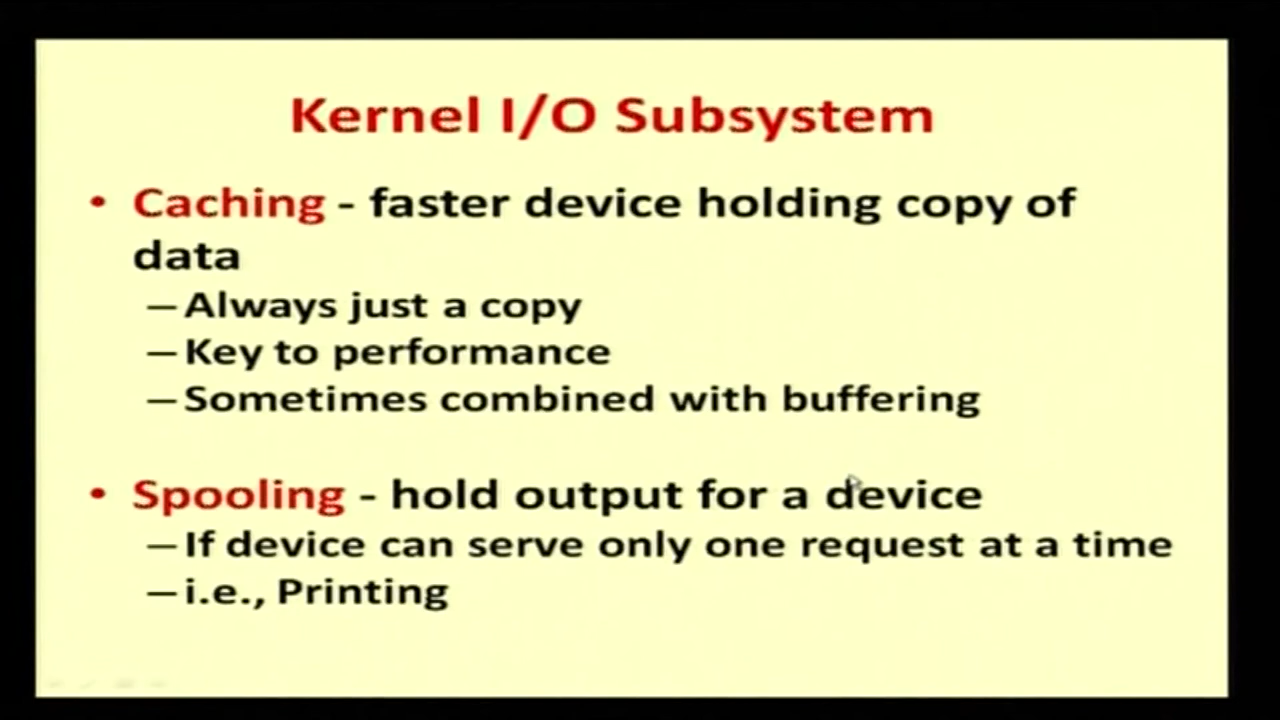 Kernel I/O Subsystem
• Caching - faster device holding copy of
data
– Always just a copy
– Key to performance
– Sometimes combined with buffering
• Spooling - hold output for a device
– If device can serve only one request at a time
– i.e., Printing